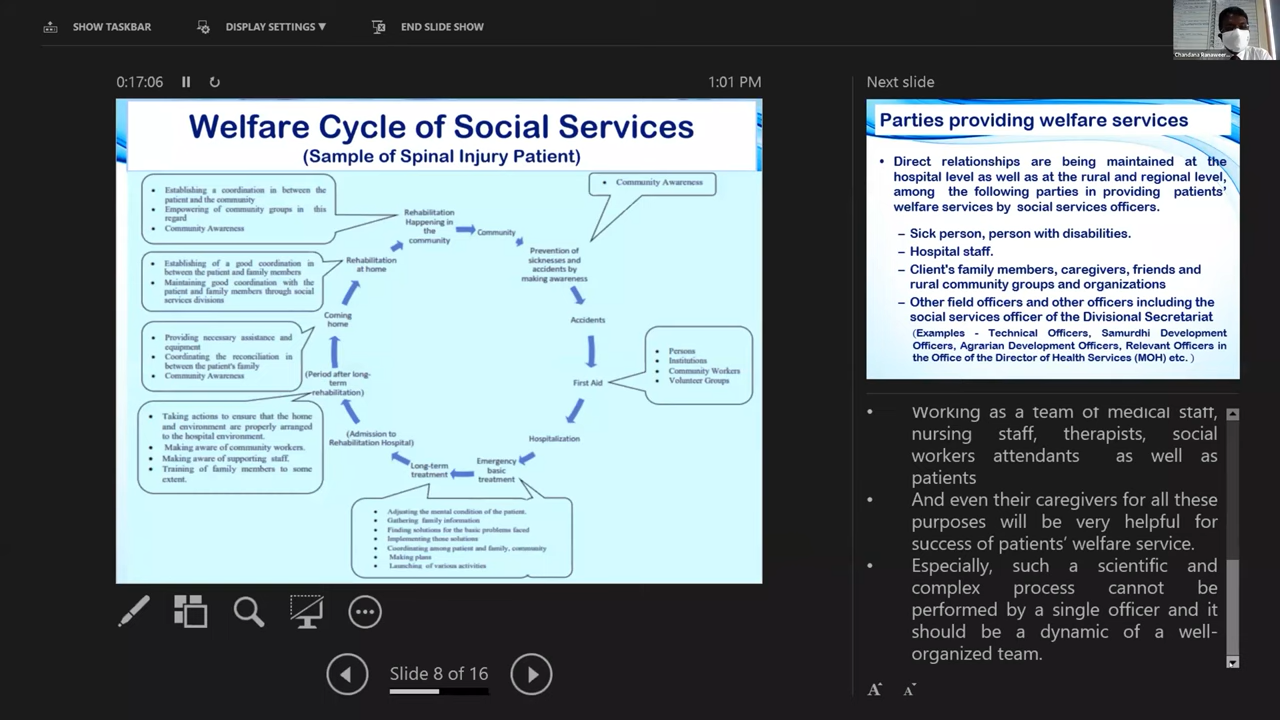 SHOW TASKBAR
DISPLAY SETTINGS ▼
END SLIDE SHOW
0:17:06
1:01 PM
Welfare Cycle of Social Services
(Sample of Spinal Injury Patient)
• Establishing a coordination in between the
patient and the community
• Empowering of community groups in this
regard
• Community Awareness
• Establishing of a good coordination in
between the patient and family members
• Maintaining good coordination with the
patient and family members through social
services divisions
• Providing necessary assistance and
equipment
• Coordinating the reconciliation in
between the patient's family
• Community Awareness
• Taking actions to ensure that the home
and environment are properly arranged
to the hospital environment.
• Making aware of community workers.
• Making aware of supporting staff.
• Training of family members to some
extent.
Rehabilitation
Happening in
the
community
Community
• Community Awareness
Prevention of
sicknesses and
accidents by
making awareness
Accidents
First Aid
• Persons
• Institutions
• Community Workers
• Volunteer Groups
Hospitalization
Emergency
basic
treatment
Long-term
treatment
• Adjusting the mental condition of the patient.
• Gathering family information
• Finding solutions for the basic problems faced
• Implementing those solutions
• Coordinating among patient and family, community
• Making plans
• Launching of various activities
(Admission to
Rehabilitation Hospital)
(Period after long-
term
rehabilitation)
Coming
home
Rehabilitation
at home
Slide 8 of 16
Chandana Ranaweer...
Next slide
Parties providing welfare services
• Direct relationships are being maintained at the
hospital level as well as at the rural and regional level,
among the following parties in providing patients'
welfare services by social services officers.
– Sick person, person with disabilities.
– Hospital staff.
– Client's family members, caregivers, friends and
rural community groups and organizations
– Other field officers and other officers including the
social services officer of the Divisional Secretariat
(Examples - Technical Officers, Samurdhi Development
Officers, Agrarian Development Officers, Relevant Officers in
the Office of the Director of Health Services (MOH) etc. )
• Working as a team of medical staff,
nursing staff, therapists, social
workers attendants as well as
patients
• And even their caregivers for all these
purposes will be very helpful for
success of patients' welfare service.
• Especially, such a scientific and
complex process cannot be
performed by a single officer and it
should be a dynamic of a well-
organized team.
A A